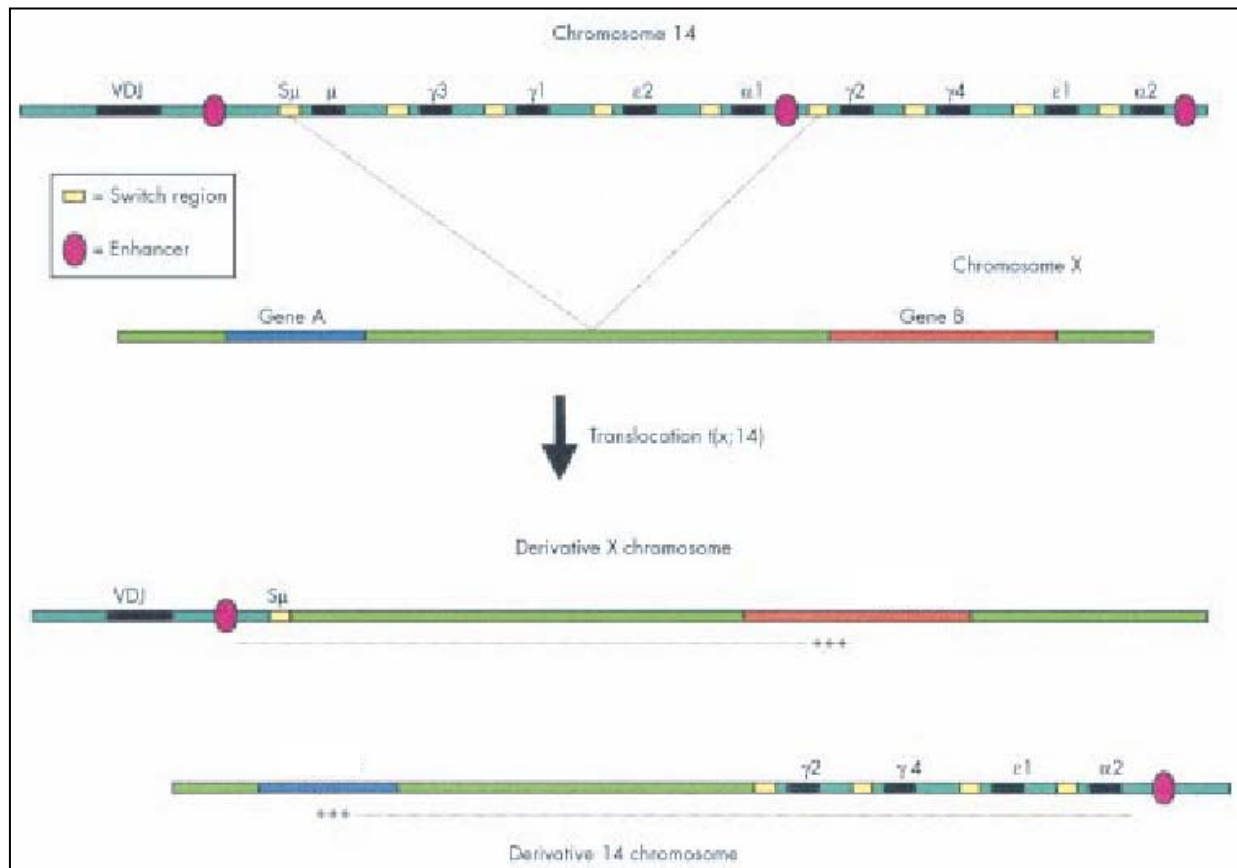 Chromosome 14
VDJ Sμ μ γ3 γ1 ε2 α1 γ2 γ4 ε1 α2
= Switch region
= Enhancer
Chromosome X
Gene A Gene B
Translocation t(x;14)
Derivative X chromosome
VDJ Sμ
+++
γ2 γ4 ε1 α2
+++
Derivative 14 chromosome